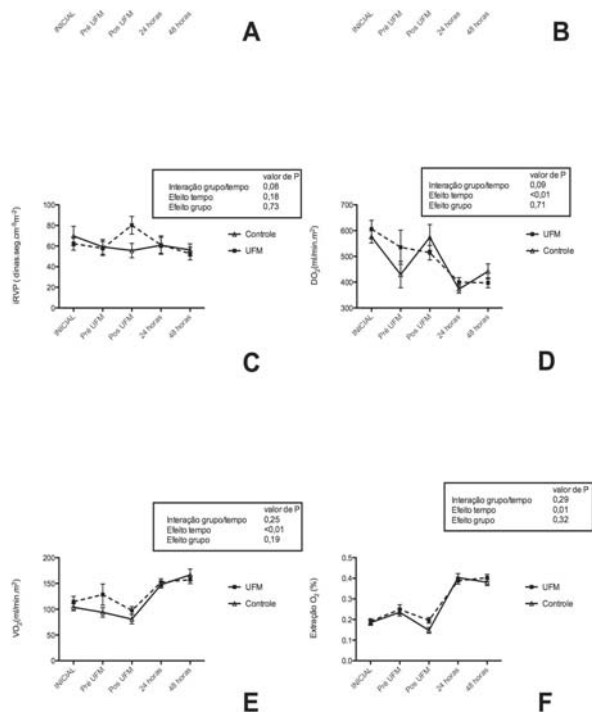 INICIAL
Pré UFM
Pos UFM
24 horas
48 horas
A
INICIAL
Pré UFM
Pos UFM
24 horas
48 horas
B
valor de P
Interação grupo/tempo 0,08
Efeito tempo 0,18
Efeito grupo 0,73
iRVP ( dinas.seg.cm⁻⁵m⁻²)
100
80
60
40
20
0
Controle
UFM
INICIAL
Pré UFM
Pos UFM
24 horas
48 horas
C
valor de P
Interação grupo/tempo 0,09
Efeito tempo <0,01
Efeito grupo 0,71
DO₂(ml/min.m²)
700
600
500
400
300
UFM
Controle
INICIAL
Pré UFM
Pos UFM
24 horas
48 horas
D
valor de P
Interação grupo/tempo 0,25
Efeito tempo <0,01
Efeito grupo 0,19
VO₂(ml/min.m²)
200
150
100
50
0
UFM
Controle
INICIAL
Pré UFM
Pos UFM
24 horas
48 horas
E
valor de P
Interação grupo/tempo 0,29
Efeito tempo 0,01
Efeito grupo 0,32
Extração O₂ (%)
0.5
0.4
0.3
0.2
0.1
0.0
UFM
Controle
INICIAL
Pré UFM
Pos UFM
24 horas
48 horas
F